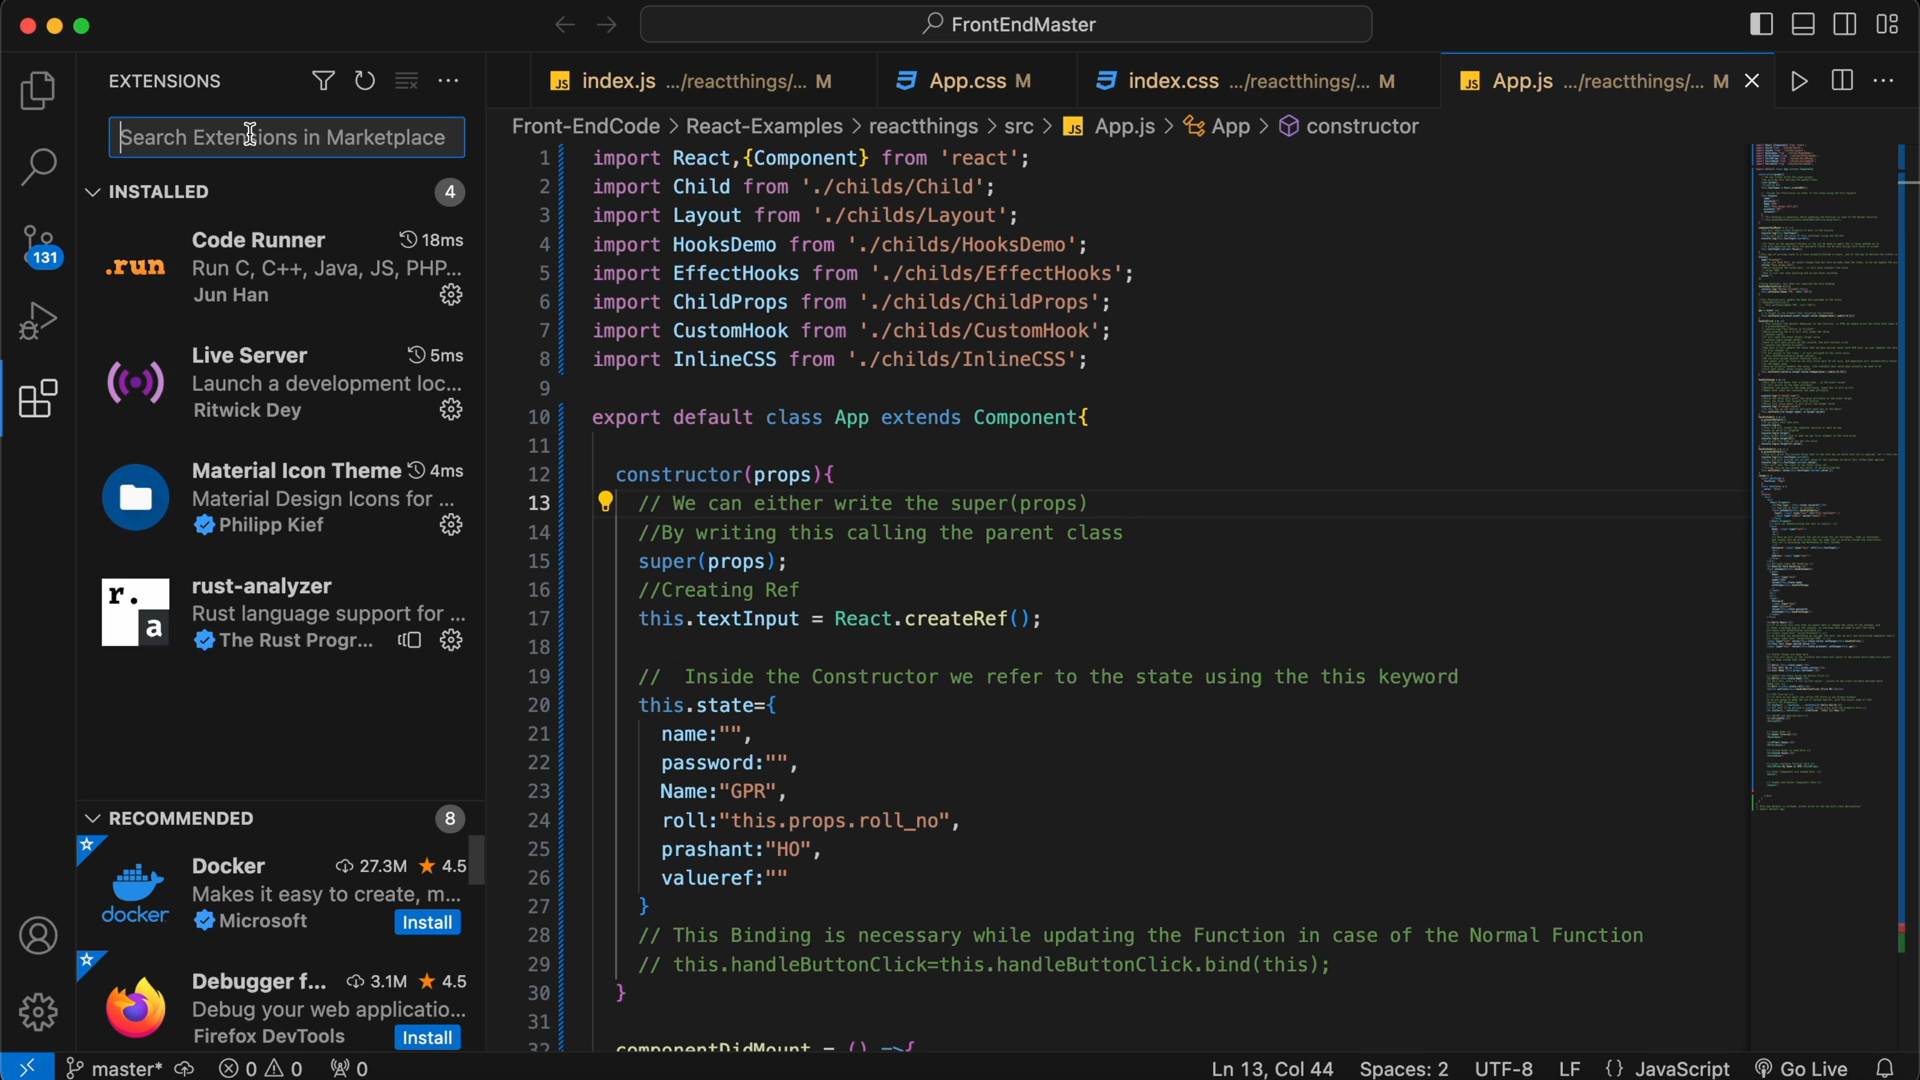 FrontEndMaster
EXTENSIONS
Search Extensions in Marketplace
INSTALLED 4
.run
Code Runner 18ms
Run C, C++, Java, JS, PHP...
Jun Han
Live Server 5ms
Launch a development loc...
Ritwick Dey
Material Icon Theme 4ms
Material Design Icons for ...
Philipp Kief
r.
a
rust-analyzer
Rust language support for ...
The Rust Progr...
RECOMMENDED 8
docker
Docker 27.3M 4.5
Makes it easy to create, m...
Microsoft Install
Debugger f... 3.1M 4.5
Debug your web applicatio...
Firefox DevTools Install
131
JS index.js .../reactthings/... M
App.css M
index.css .../reactthings/... M
JS App.js .../reactthings/... M
Front-EndCode > React-Examples > reactthings > src > JS App.js > App > constructor
1 import React,{Component} from 'react';
2 import Child from './childs/Child';
3 import Layout from './childs/Layout';
4 import HooksDemo from './childs/HooksDemo';
5 import EffectHooks from './childs/EffectHooks';
6 import ChildProps from './childs/ChildProps';
7 import CustomHook from './childs/CustomHook';
8 import InlineCSS from './childs/InlineCSS';
9
10 export default class App extends Component{
11
12 constructor(props){
13 // We can either write the super(props)
14 //By writing this calling the parent class
15 super(props);
16 //Creating Ref
17 this.textInput = React.createRef();
18
19 //  Inside the Constructor we refer to the state using the this keyword
20 this.state={
21 name:"",
22 password:"",
23 Name:"GPR",
24 roll:"this.props.roll_no",
25 prashant:"HO",
26 valueref:""
27 }
28 // This Binding is necessary while updating the Function in case of the Normal Function
29 // this.handleButtonClick=this.handleButtonClick.bind(this);
30 }
31
32 componentDidMount = () =>{
master* 0 0 0
Ln 13, Col 44 Spaces: 2 UTF-8 LF {} JavaScript Go Live